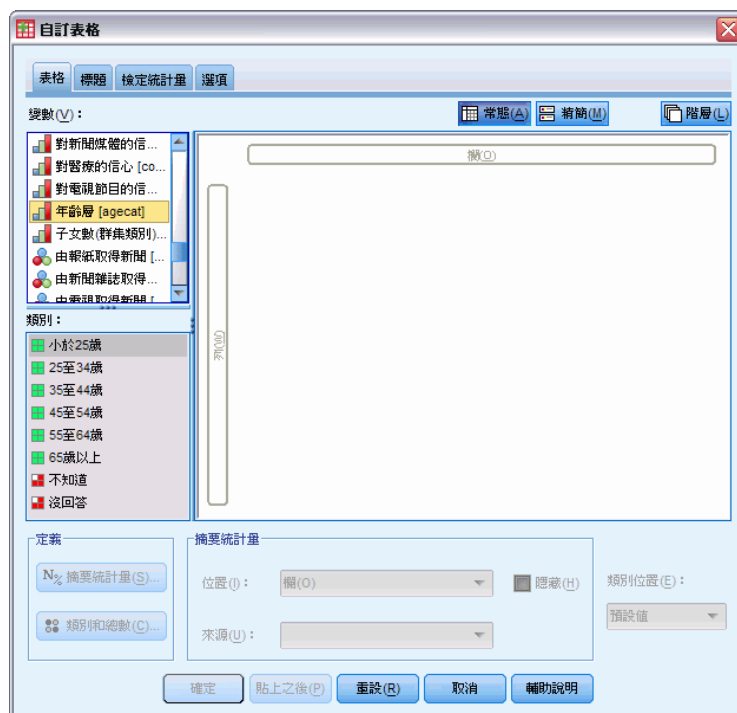 自訂表格
表格 標題 檢定統計量 選項
變數(V)：
常態(A) 精簡(M) 階層(L)
對新聞媒體的信...
對醫療的信心 [co...
對電視節目的信...
年齡層 [agecat]
子女數(群集類別)...
由報紙取得新聞 [...
由新聞雜誌取得...
由電視取得新聞 [
欄(O)
列(W)
類別：
小於25歲
25至34歲
35至44歲
45至54歲
55至64歲
65歲以上
不知道
沒回答
定義
N% 摘要統計量(S)...
類別和總數(C)...
摘要統計量
位置(I)： 欄(O) 隱藏(H)
來源(U)：
類別位置(E)：
預設值
確定 貼上之後(P) 重設(R) 取消 輔助說明